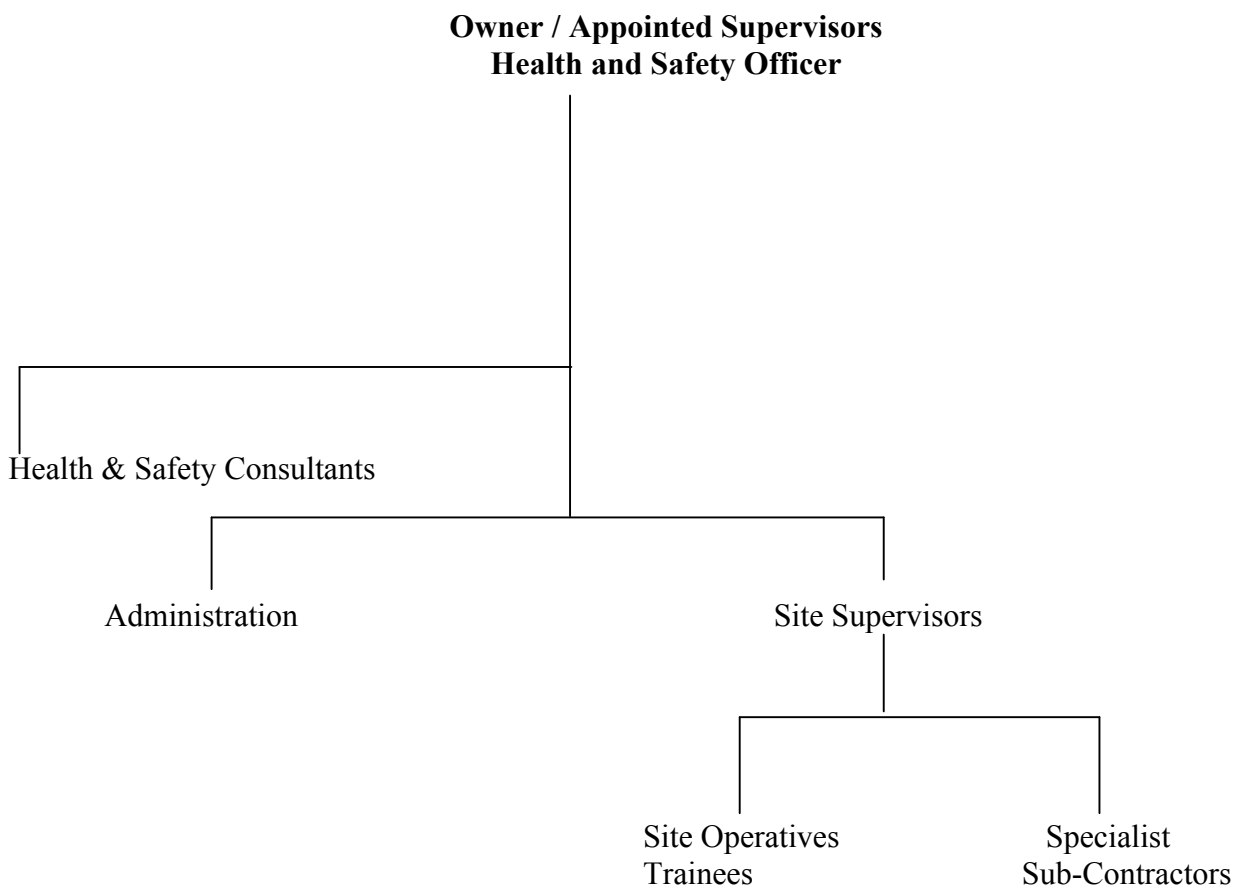 Owner / Appointed Supervisors
Health and Safety Officer
Health & Safety Consultants
Administration
Site Supervisors
Site Operatives
Trainees
Specialist
Sub-Contractors